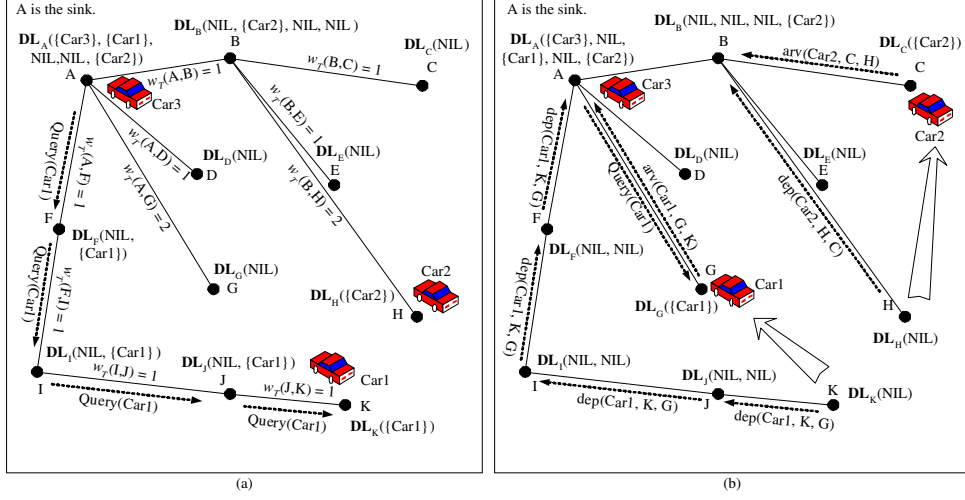 A is the sink.
DL_A({Car3}, {Car1},
NIL,NIL, {Car2})
DL_B(NIL, {Car2}, NIL, NIL)
B
DL_C(NIL)
C
A
w_T(A,B) = 1
w_T(B,C) = 1
Car3
Query(Car1)
w_T(A,F) = 1
w_T(A,D) = 1
w_T(A,G) = 2
w_T(B,E) = 1
w_T(B,H) = 2
DL_D(NIL)
D
DL_E(NIL)
E
F
DL_F(NIL,
{Car1})
Query(Car1)
w_T(F,I) = 1
DL_G(NIL)
G
Car2
DL_H({Car2})
H
DL_I(NIL, {Car1})
I
w_T(I,J) = 1
Query(Car1)
DL_J(NIL, {Car1})
J
w_T(J,K) = 1
Query(Car1)
Car1
K
DL_K({Car1})
(a)
A is the sink.
DL_A({Car3}, NIL,
{Car1}, NIL, {Car2})
DL_B(NIL, NIL, NIL, {Car2})
B
DL_C({Car2})
C
arv(Car2, C, H)
A
Car3
Car2
dep(Car1, K, G)
Query(Car1)
arv(Car1, G, K)
DL_D(NIL)
D
DL_E(NIL)
E
dep(Car2, H, C)
F
DL_F(NIL, NIL)
dep(Car1, K, G)
G
Car1
DL_G({Car1})
H
DL_H(NIL)
DL_I(NIL, NIL)
I
dep(Car1, K, G)
DL_J(NIL, NIL)
J
dep(Car1, K, G)
K
DL_K(NIL)
(b)